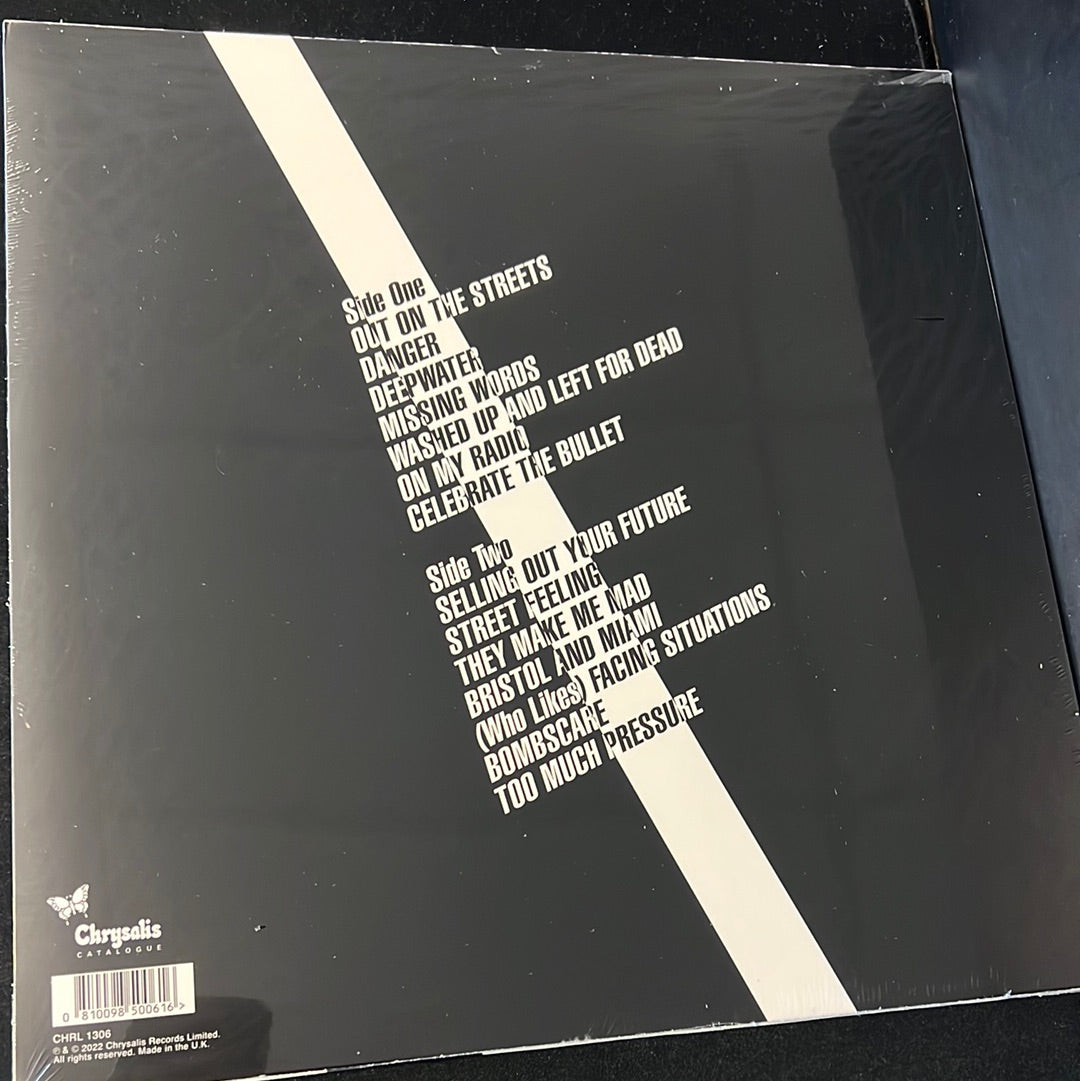 Side One
OUT ON THE STREETS
DANGER
DEEPWATER
MISSING WORDS
WASHED UP AND LEFT FOR DEAD
ON MY RADIO
CELEBRATE THE BULLET
Side Two
SELLING OUT YOUR FUTURE
STREET FEELING
THEY MAKE ME MAD
BRISTOL AND MIAMI
(Who Likes) FACING SITUATIONS
BOMBSCARE
TOO MUCH PRESSURE
Chrysalis
CATALOGUE
0 810098 500616 >
CHRL 1306
℗ & © 2022 Chrysalis Records Limited.
All rights reserved. Made in the U.K.